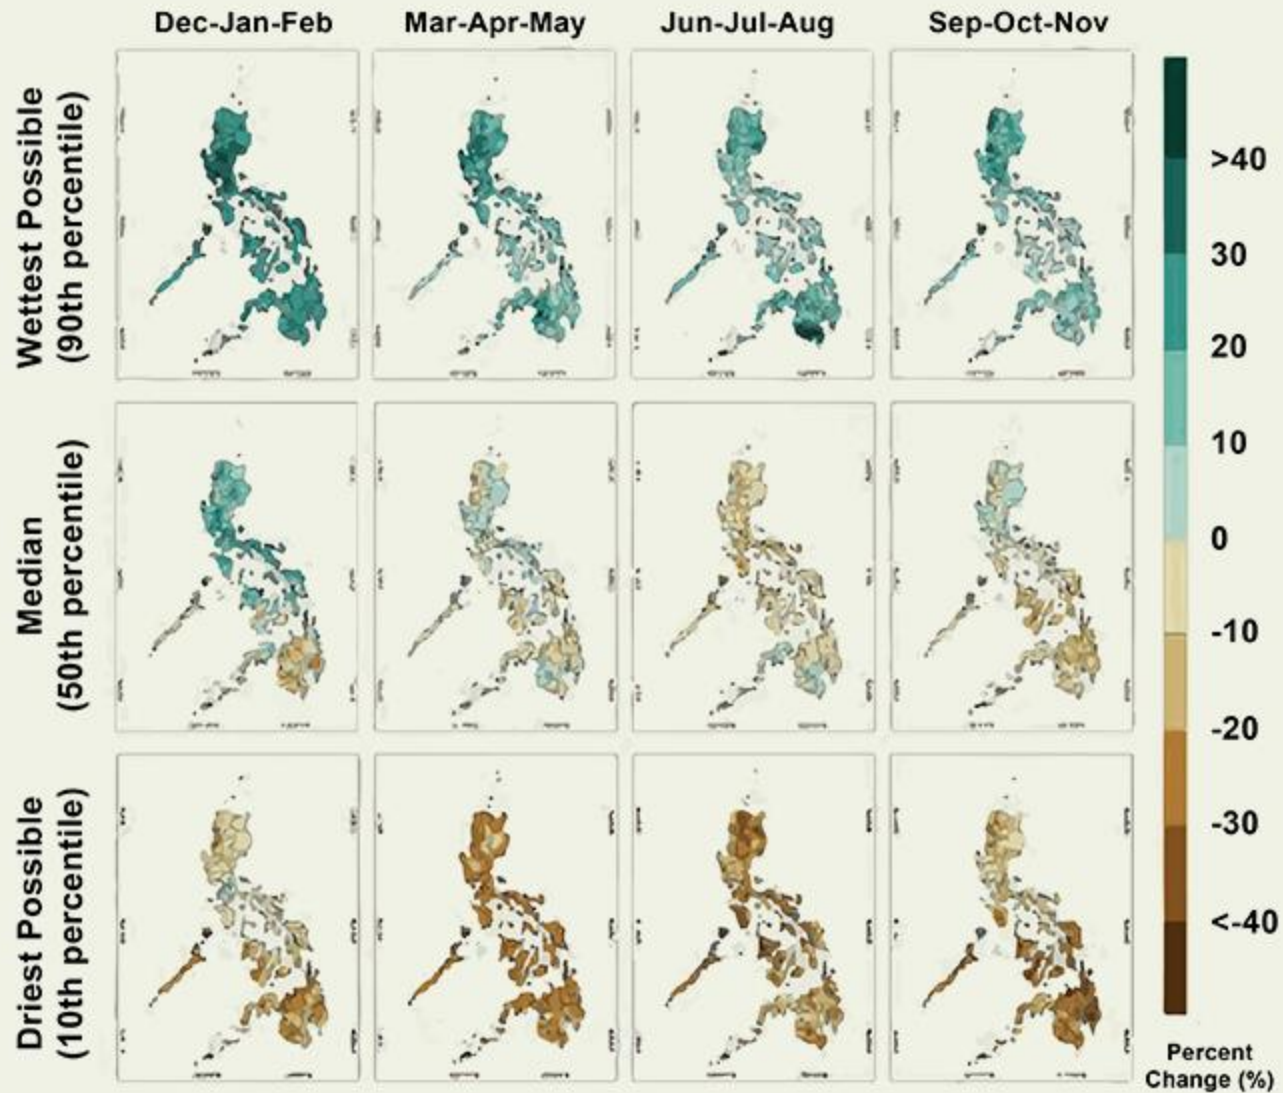 Dec-Jan-Feb
Mar-Apr-May
Jun-Jul-Aug
Sep-Oct-Nov
Wettest Possible
(90th percentile)
Median
(50th percentile)
Driest Possible
(10th percentile)
>40
30
20
10
0
-10
-20
-30
<-40
Percent
Change (%)